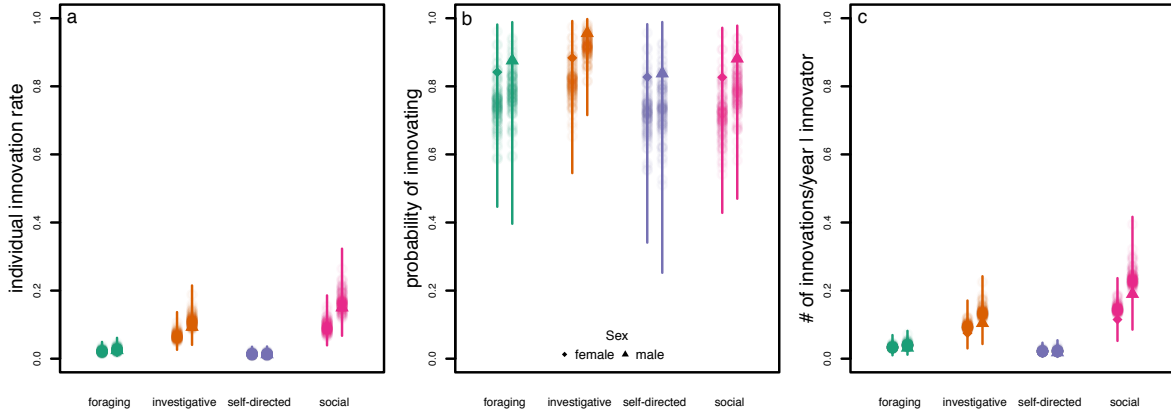 a
individual innovation rate
1.0
0.8
0.6
0.4
0.2
0.0
foraging investigative self-directed social
b
probability of innovating
1.0
0.8
0.6
0.4
0.2
0.0
Sex
female male
foraging investigative self-directed social
c
# of innovations/year | innovator
1.0
0.8
0.6
0.4
0.2
0.0
foraging investigative self-directed social